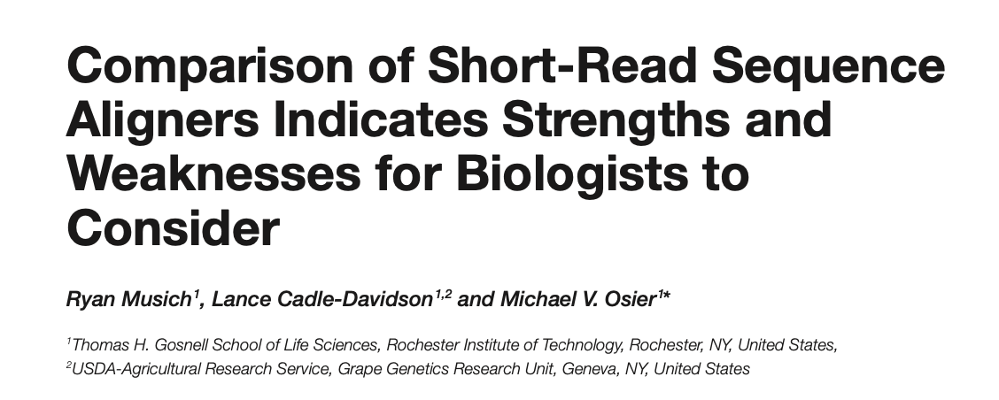 Comparison of Short-Read Sequence
Aligners Indicates Strengths and
Weaknesses for Biologists to
Consider
Ryan Musich1, Lance Cadle-Davidson1,2 and Michael V. Osier1*
1Thomas H. Gosnell School of Life Sciences, Rochester Institute of Technology, Rochester, NY, United States,
2USDA-Agricultural Research Service, Grape Genetics Research Unit, Geneva, NY, United States